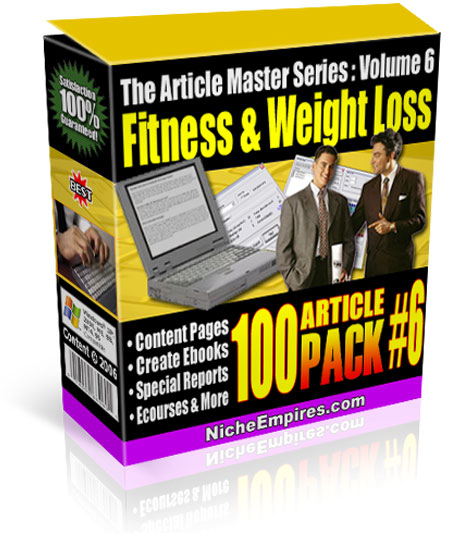 The Article Master Series : Volume 6
Fitness & Weight Loss
Satisfaction
100%
Guaranteed!
BEST
• Content Pages
• Create Ebooks
• Special Reports
• Ecourses & More
100 ARTICLE
PACK #6
Content © 2006
NicheEmpires.com